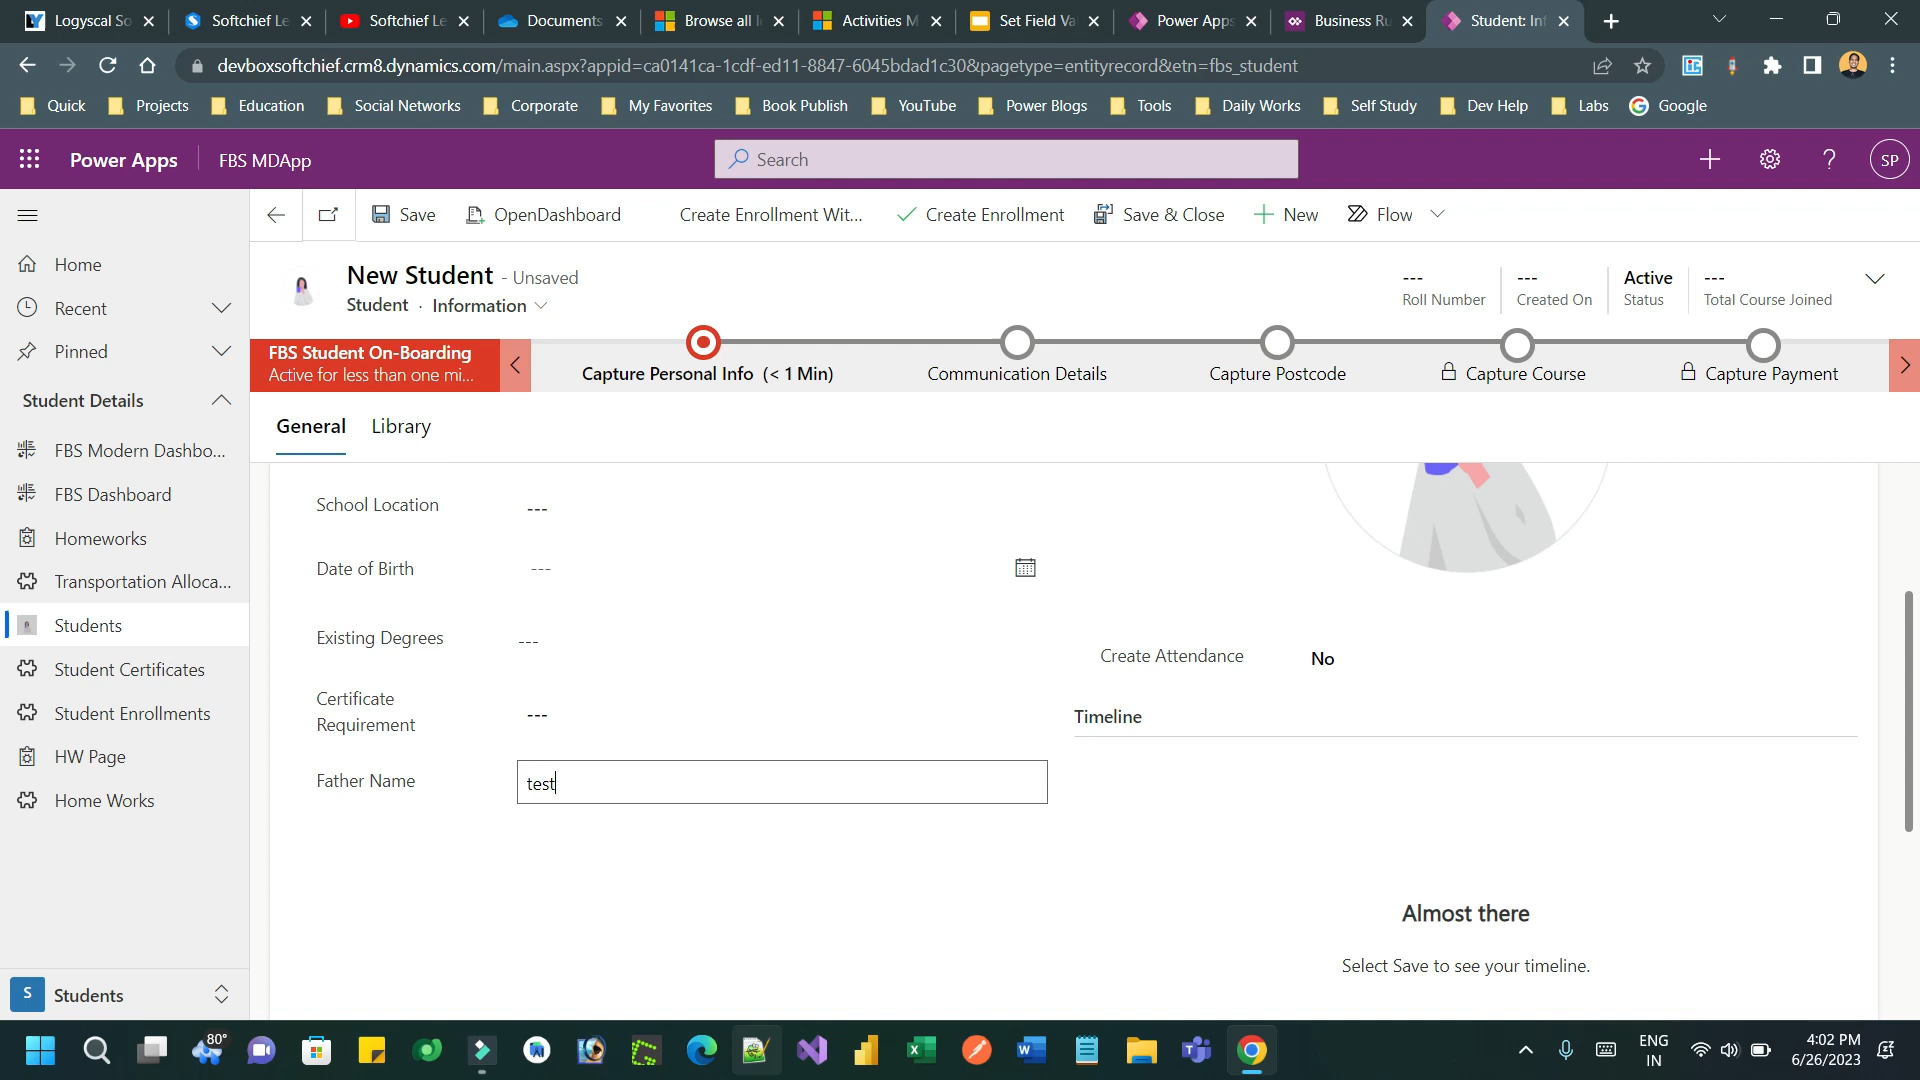 Logyscal So
Softchief Le
Softchief Le
Documents
Browse all
Activities M
Set Field Va
Power Apps
Business Ru
Student: Inf
devboxsoftchief.crm8.dynamics.com/main.aspx?appid=ca0141ca-1cdf-ed11-8847-6045bdad1c30&pagetype=entityrecord&etn=fbs_student
Quick
Projects
Education
Social Networks
Corporate
My Favorites
Book Publish
YouTube
Power Blogs
Tools
Daily Works
Self Study
Dev Help
Labs
Google
Power Apps
FBS MDApp
Search
SP
Save
OpenDashboard
Create Enrollment Wit...
Create Enrollment
Save & Close
New
Flow
Home
Recent
Pinned
Student Details
FBS Modern Dashbo...
FBS Dashboard
Homeworks
Transportation Alloca...
Students
Student Certificates
Student Enrollments
HW Page
Home Works
S Students
New Student - Unsaved
Student · Information
---
Roll Number
---
Created On
Active
Status
---
Total Course Joined
FBS Student On-Boarding
Active for less than one mi...
Capture Personal Info (< 1 Min)
Communication Details
Capture Postcode
Capture Course
Capture Payment
General
Library
School Location ---
Date of Birth ---
Existing Degrees ---
Certificate
Requirement ---
Father Name test
Create Attendance No
Timeline
Almost there
Select Save to see your timeline.
80°
ENG
IN
4:02 PM
6/26/2023